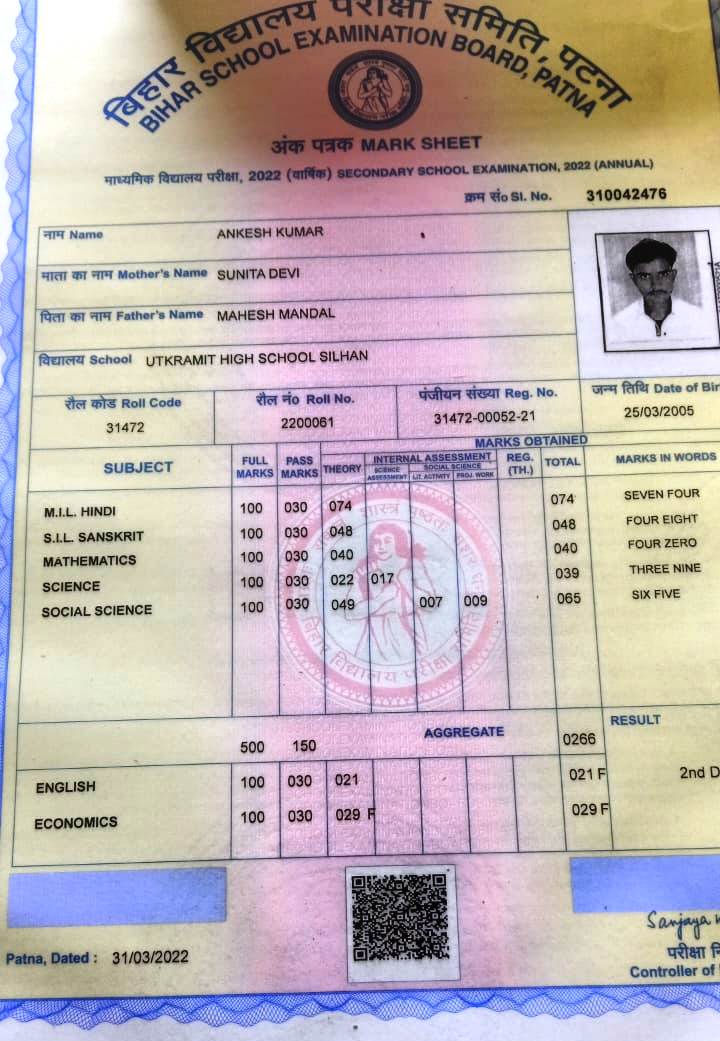 बिहार विद्यालय परीक्षा समिति, पटना
BIHAR SCHOOL EXAMINATION BOARD, PATNA
अंक पत्रक MARK SHEET
माध्यमिक विद्यालय परीक्षा, 2022 (वार्षिक) SECONDARY SCHOOL EXAMINATION, 2022 (ANNUAL)
क्रम सं० Sl. No. 310042476
नाम Name ANKESH KUMAR
माता का नाम Mother's Name SUNITA DEVI
पिता का नाम Father's Name MAHESH MANDAL
विद्यालय School UTKRAMIT HIGH SCHOOL SILHAN
रौल कोड Roll Code रौल नं० Roll No. पंजीयन संख्या Reg. No. जन्म तिथि Date of Bir
31472 2200061 31472-00052-21 25/03/2005
MARKS OBTAINED
SUBJECT FULL MARKS PASS MARKS THEORY INTERNAL ASSESSMENT REG. (TH.) TOTAL MARKS IN WORDS
SCIENCE ASSESSMENT SOCIAL SCIENCE LIT. ACTIVITY PROJ. WORK
M.I.L. HINDI 100 030 074 074 SEVEN FOUR
S.I.L. SANSKRIT 100 030 048 048 FOUR EIGHT
MATHEMATICS 100 030 040 040 FOUR ZERO
SCIENCE 100 030 022 017 039 THREE NINE
SOCIAL SCIENCE 100 030 049 007 009 065 SIX FIVE
बिहार विद्यालय परीक्षा समिति
500 150 AGGREGATE 0266 RESULT
ENGLISH 100 030 021 021 F 2nd D
ECONOMICS 100 030 029 F 029 F
Sanjaya
Patna, Dated : 31/03/2022
परीक्षा नि
Controller of